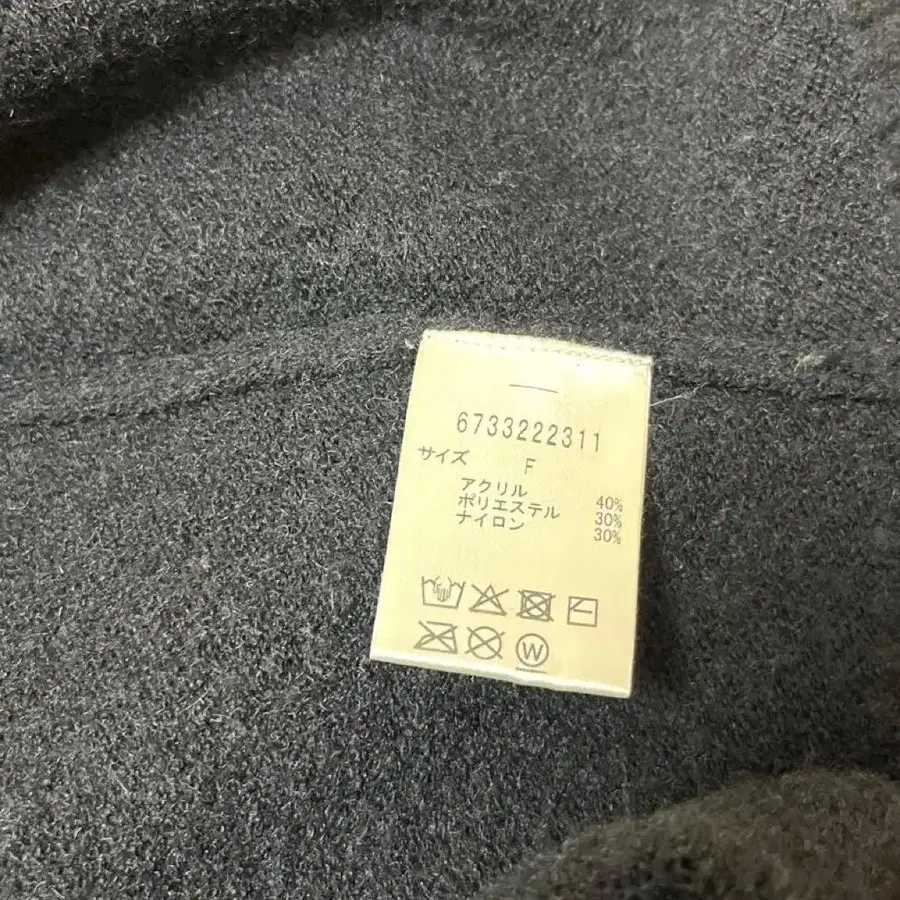 6733222311
サイズ F
アクリル 40%
ポリエステル 30%
ナイロン 30%
W